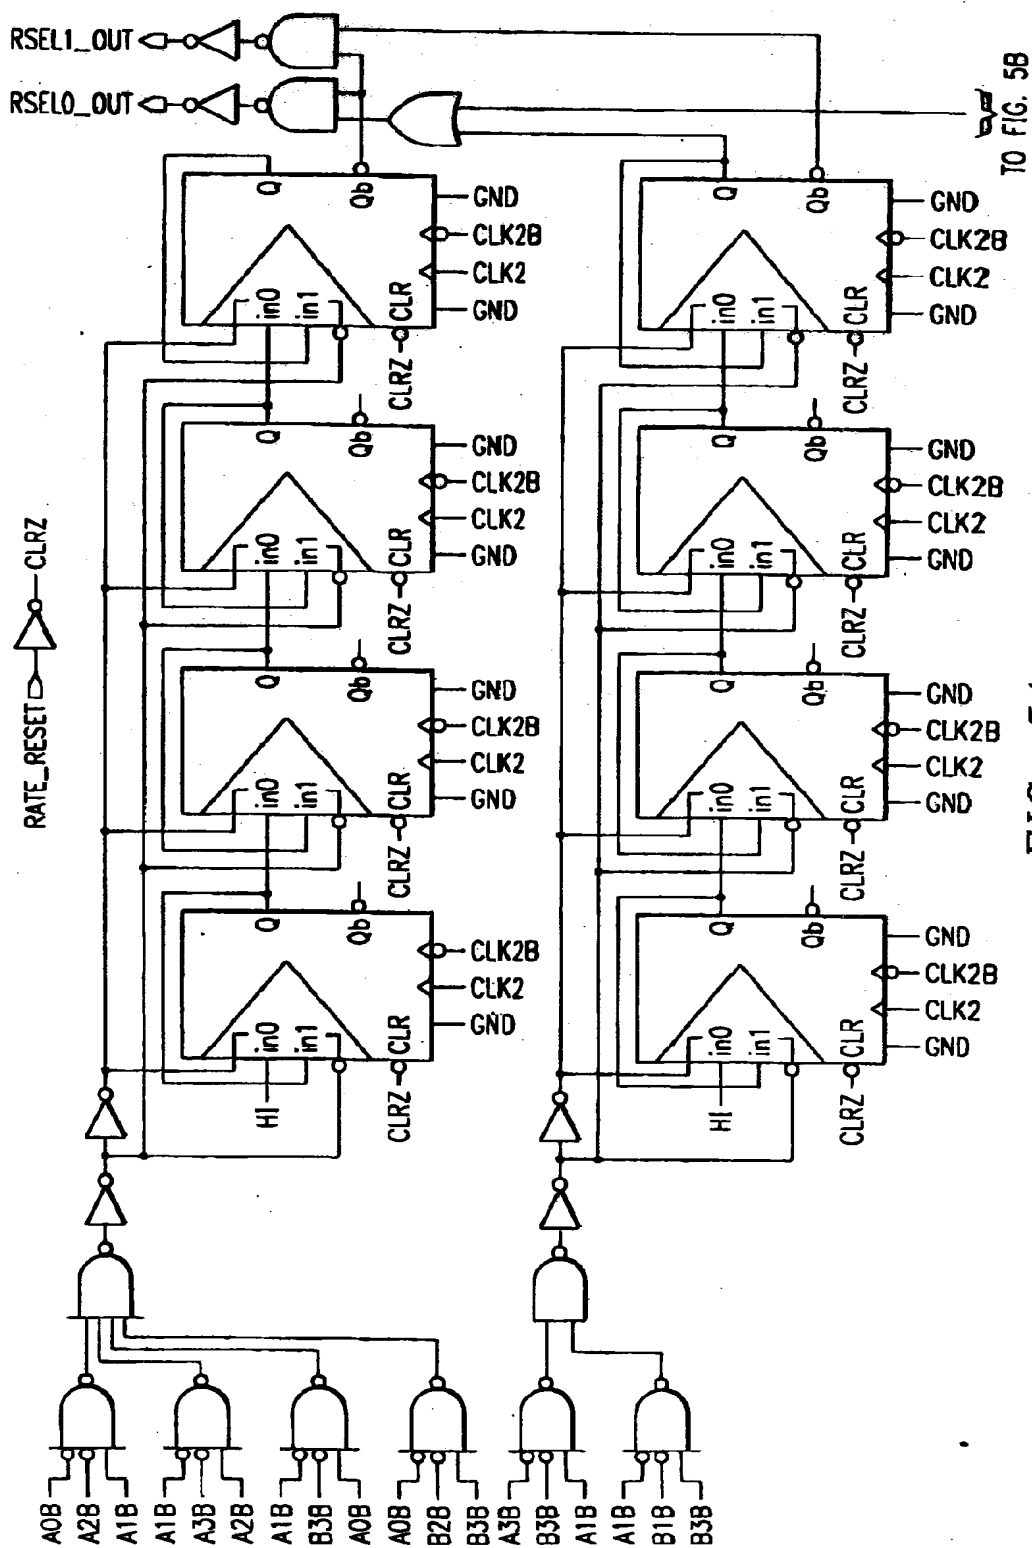 RSEL1_OUT
RSEL0_OUT
TO FIG. 5B
Q
Qb
GND
CLK2B
CLK2
GND
in0
in1
CLR
CLRZ
Q
Qb
GND
CLK2B
CLK2
GND
in0
in1
CLR
CLRZ
Q
Qb
GND
CLK2B
CLK2
GND
in0
in1
CLR
CLRZ
Q
Qb
GND
CLK2B
CLK2
GND
in0
in1
CLR
CLRZ
RATE_RESET
CLRZ
Q
Qb
GND
CLK2B
CLK2
GND
in0
in1
CLR
CLRZ
Q
Qb
GND
CLK2B
CLK2
GND
in0
in1
CLR
CLRZ
Q
Qb
CLK2B
CLK2
GND
in0
in1
CLR
HI
CLRZ
Q
Qb
GND
CLK2B
CLK2
GND
in0
in1
CLR
HI
CLRZ
A0B
A2B
A1B
A1B
A3B
A2B
A1B
B3B
A0B
A0B
B2B
B3B
A3B
B3B
A1B
A1B
B1B
B3B